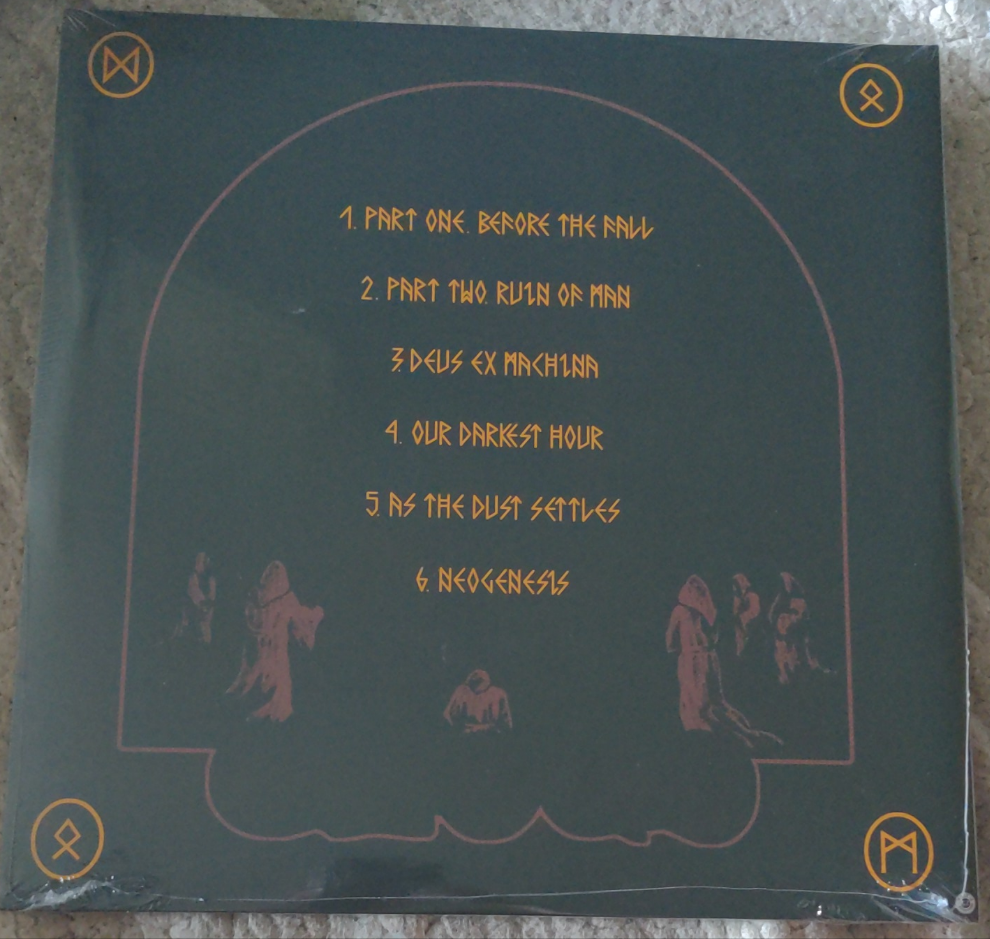 ᛞ
ᛟ
1. PART ONE. BEFORE THE FALL
2. PART TWO. RUIN OF MAN
3. DEUS EX MACHINA
4. OUR DARKEST HOUR
5. AS THE DUST SETTLES
6. NEOGENESIS
ᛟ
ᛗ